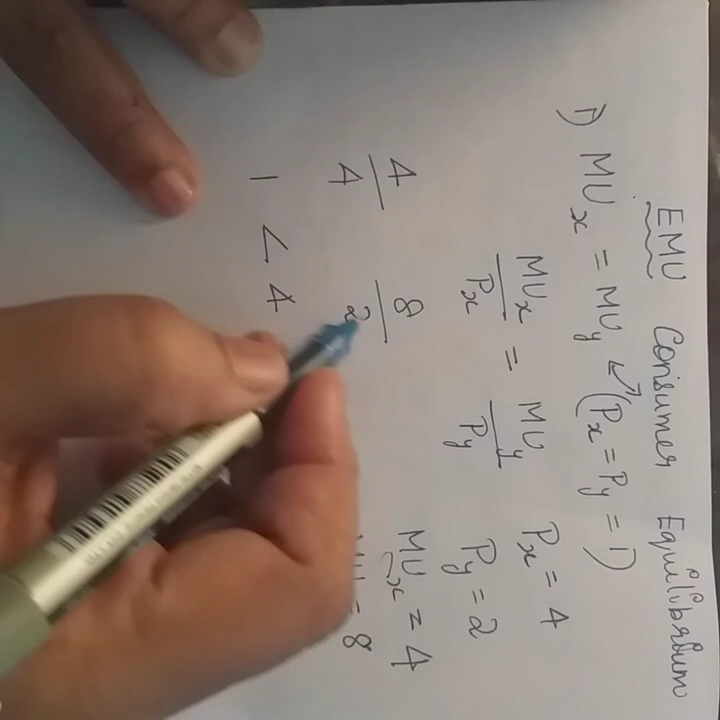 EMU Consumer Equilibrium
1) MUx = MUy (Px = Py = 1)
MUx/Px = MUy/Py
Px = 4
Py = 2
MUx = 4
= 8
4/4 8/2
1 < 4